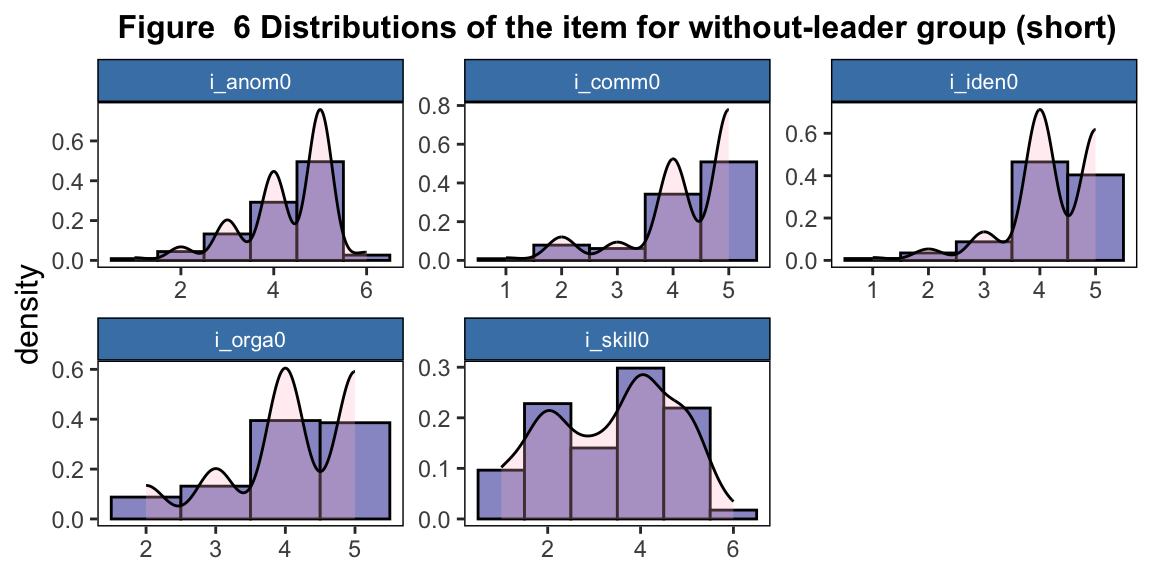 Figure  6 Distributions of the item for without-leader group (short)
i_anom0
i_comm0
i_iden0
0.0 0.2 0.4 0.6
2 4 6
0.0 0.2 0.4 0.6 0.8
1 2 3 4 5
0.0 0.2 0.4 0.6
1 2 3 4 5
density
i_orga0
i_skill0
0.0 0.2 0.4 0.6
2 3 4 5
0.0 0.1 0.2 0.3
2 4 6